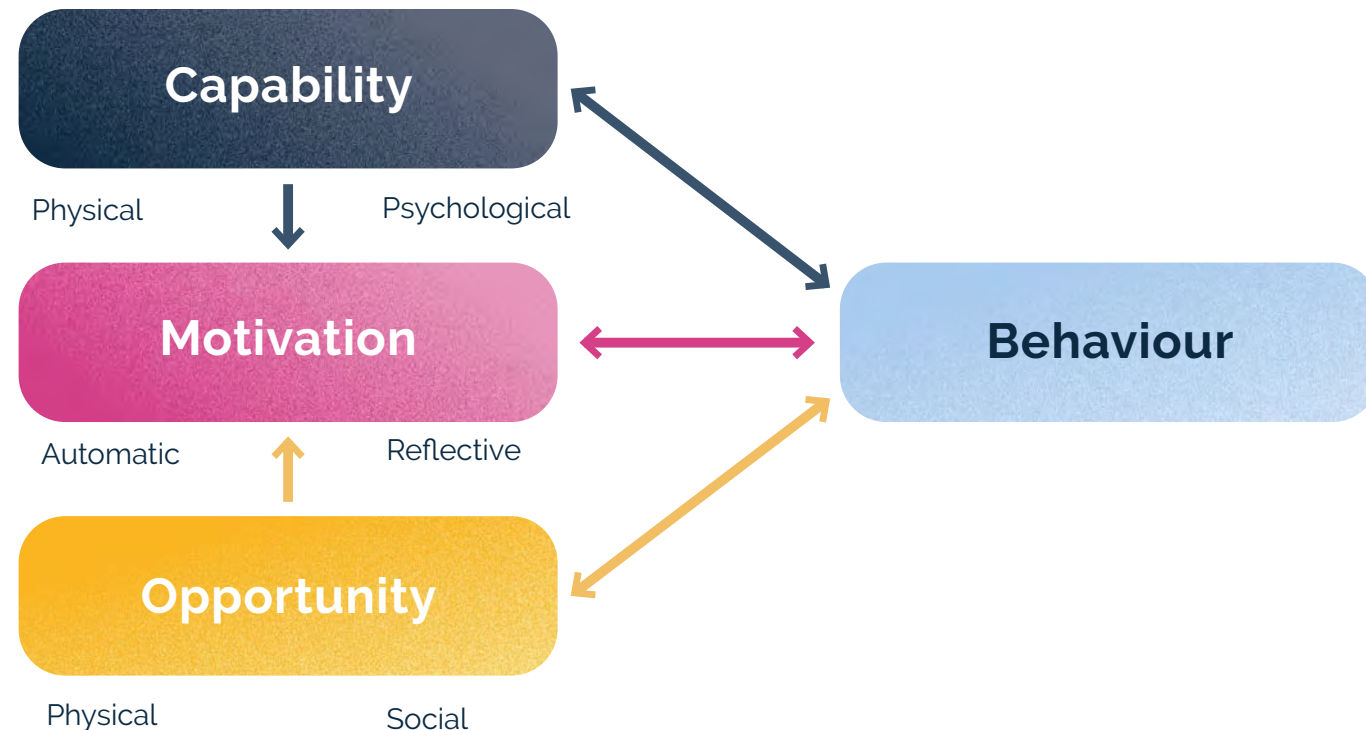 Capability
Physical
Psychological
Motivation
Behaviour
Automatic
Reflective
Opportunity
Physical
Social